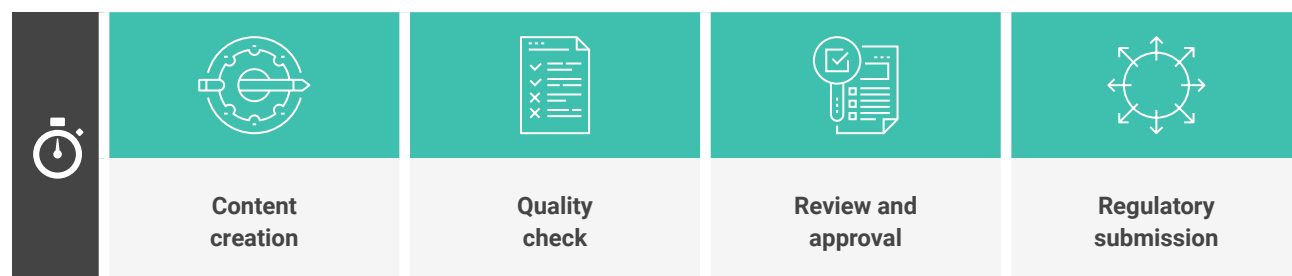 Content
creation
Quality
check
Review and
approval
Regulatory
submission